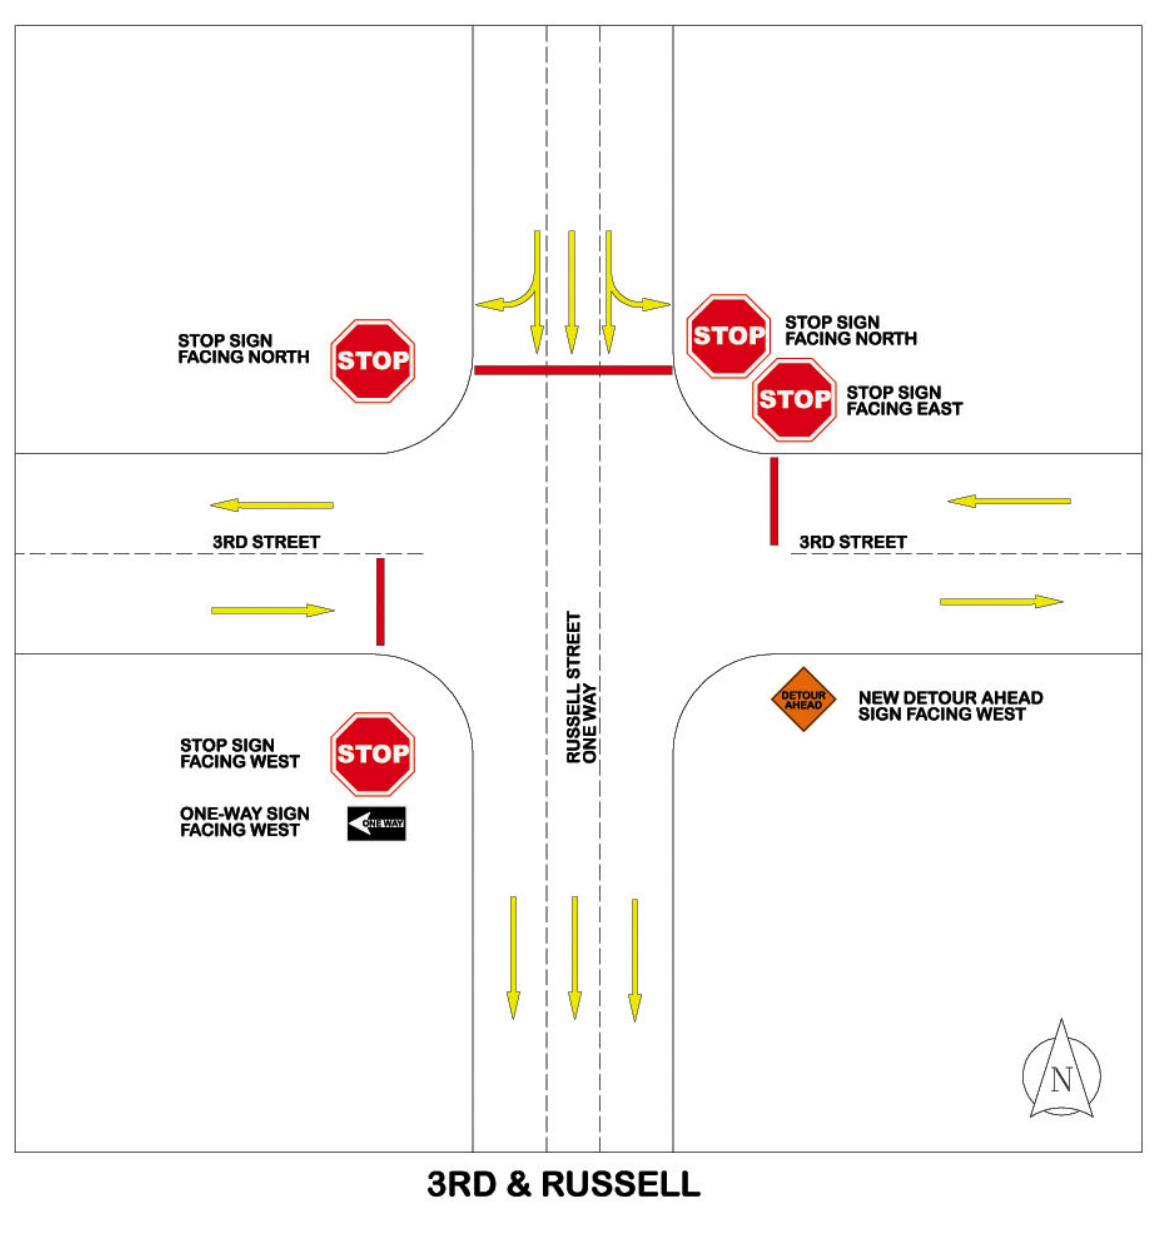 STOP SIGN
FACING NORTH
STOP
STOP
STOP SIGN
FACING NORTH
STOP
STOP SIGN
FACING EAST
3RD STREET
3RD STREET
RUSSELL STREET
ONE WAY
DETOUR
AHEAD
NEW DETOUR AHEAD
SIGN FACING WEST
STOP SIGN
FACING WEST
STOP
ONE-WAY SIGN
FACING WEST
ONE WAY
N
3RD & RUSSELL